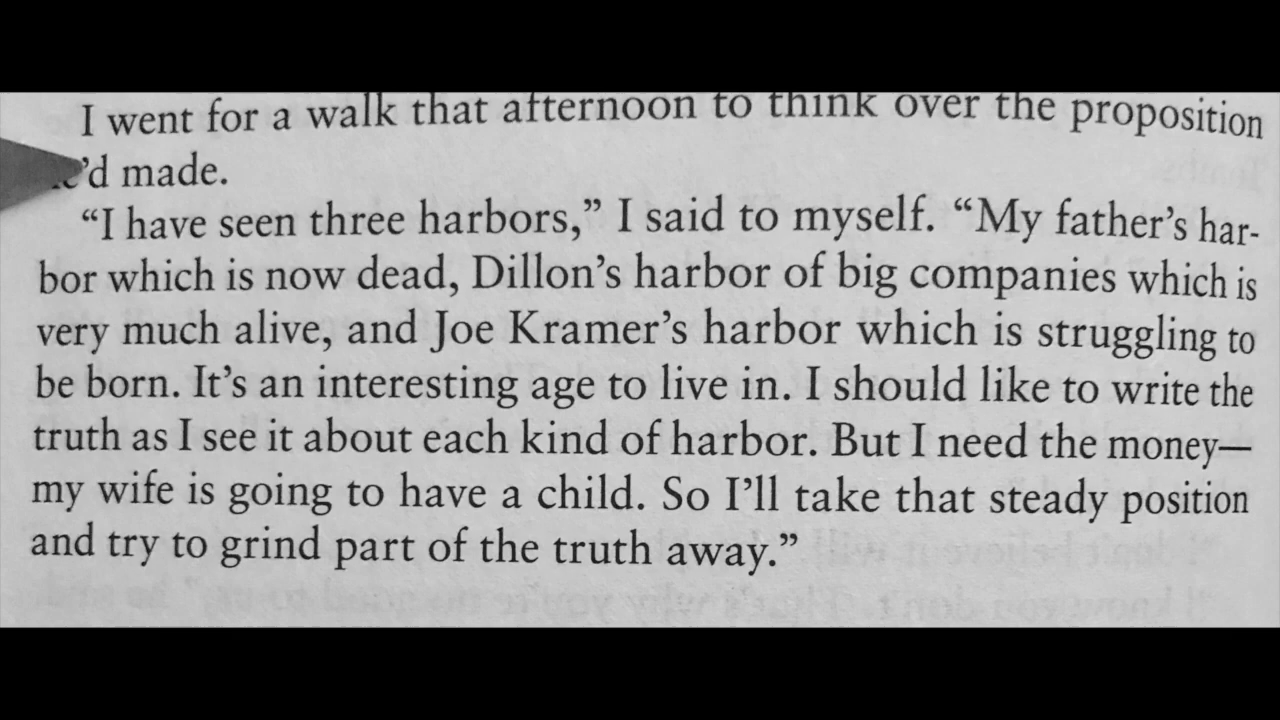 I went for a walk that afternoon to think over the proposition
'd made.
“I have seen three harbors,” I said to myself. “My father's har-
bor which is now dead, Dillon's harbor of big companies which is
very much alive, and Joe Kramer's harbor which is struggling to
be born. It's an interesting age to live in. I should like to write the
truth as I see it about each kind of harbor. But I need the money—
my wife is going to have a child. So I'll take that steady position
and try to grind part of the truth away.”